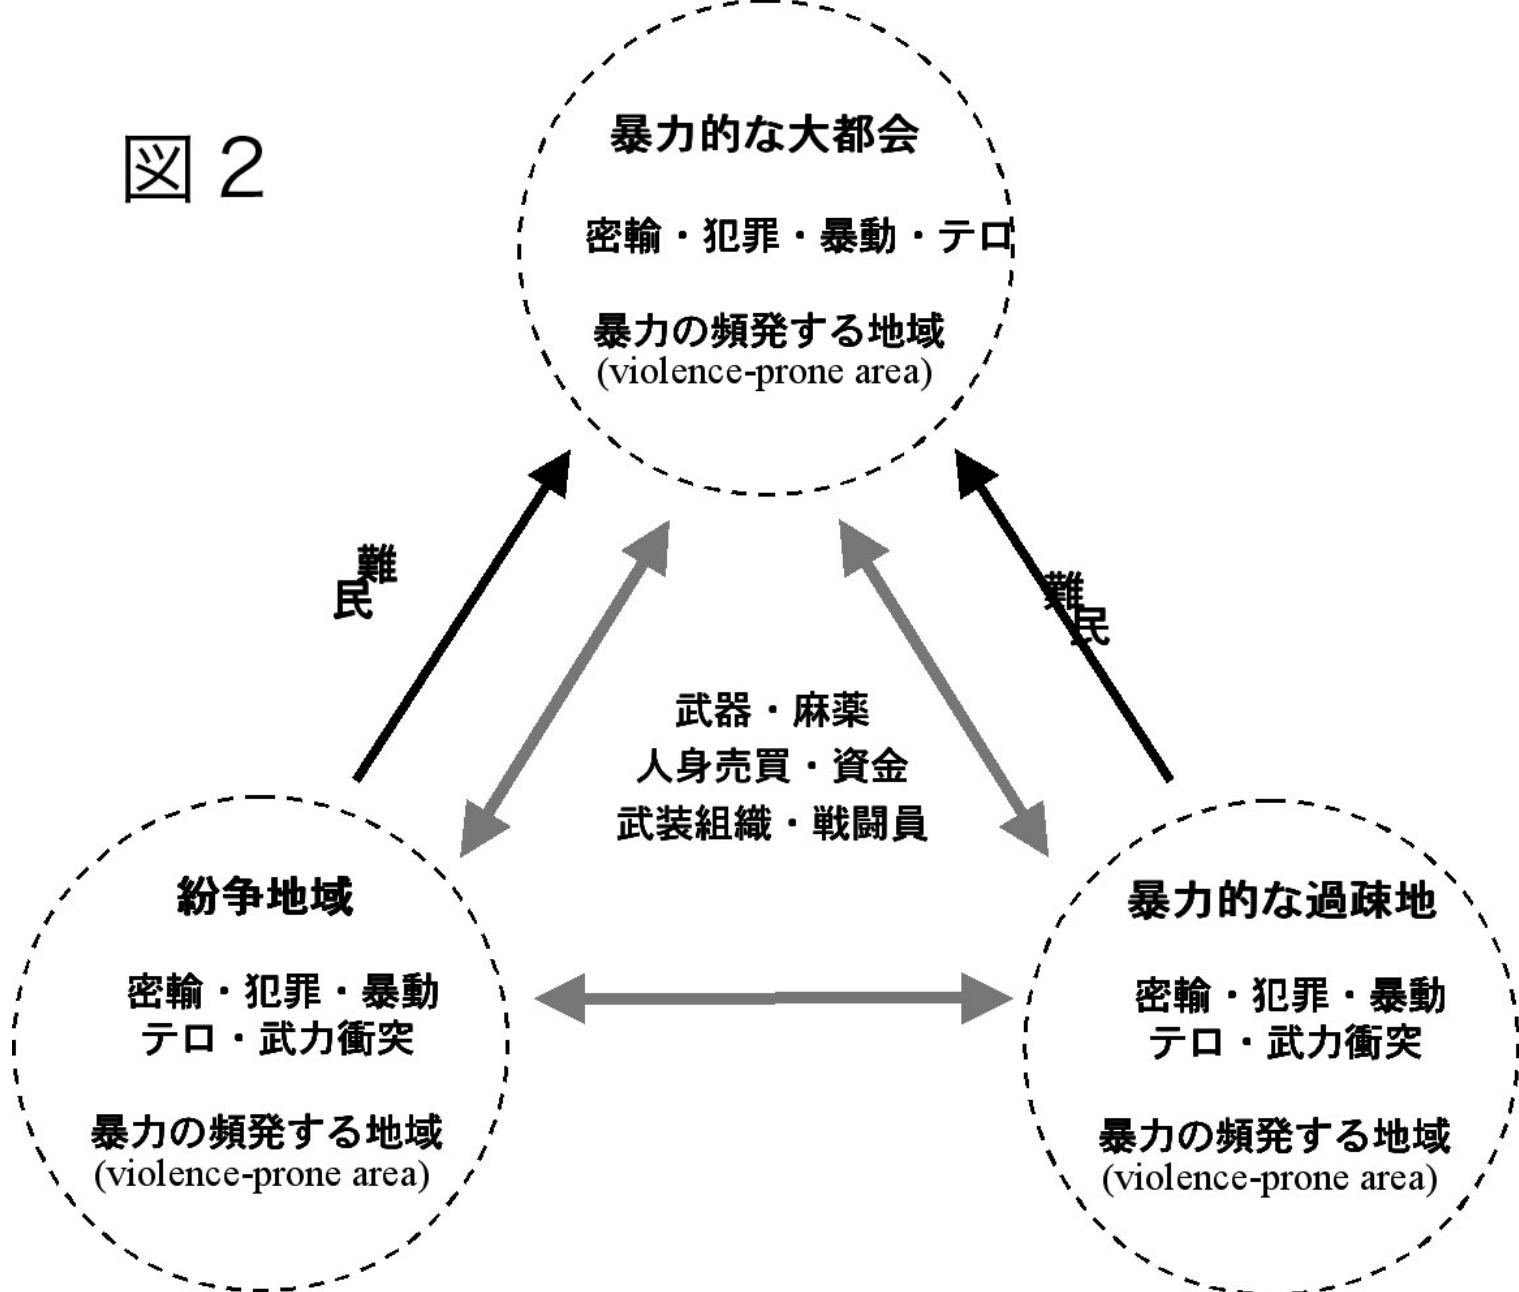 図2
暴力的な大都会
密輸・犯罪・暴動・テロ
暴力の頻発する地域
(violence-prone area)
難民
難民
武器・麻薬
人身売買・資金
武装組織・戦闘員
紛争地域
密輸・犯罪・暴動
テロ・武力衝突
暴力の頻発する地域
(violence-prone area)
暴力的な過疎地
密輸・犯罪・暴動
テロ・武力衝突
暴力の頻発する地域
(violence-prone area)